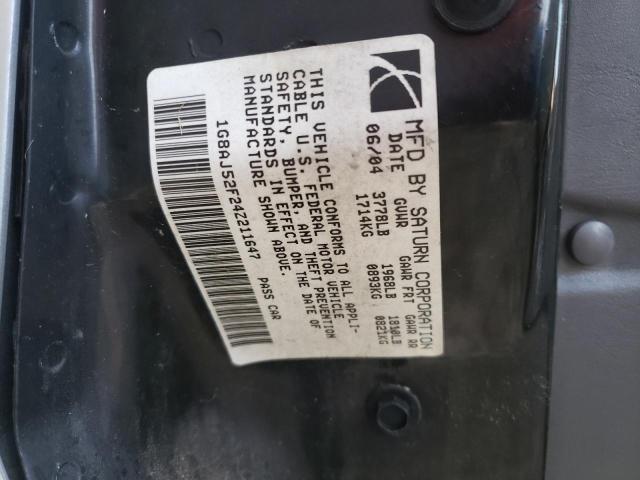 MFD BY SATURN CORPORATION
DATE GVWR GAWR FRT GAWR RR
06/04 3778LB 1968LB 1810LB
1714KG 0893KG 0821KG
THIS VEHICLE CONFORMS TO ALL APPLI-
CABLE U.S. FEDERAL MOTOR VEHICLE
SAFETY, BUMPER, AND THEFT PREVENTION
STANDARDS IN EFFECT ON THE DATE OF
MANUFACTURE SHOWN ABOVE.
1G8AJ52F24Z211647 PASS CAR